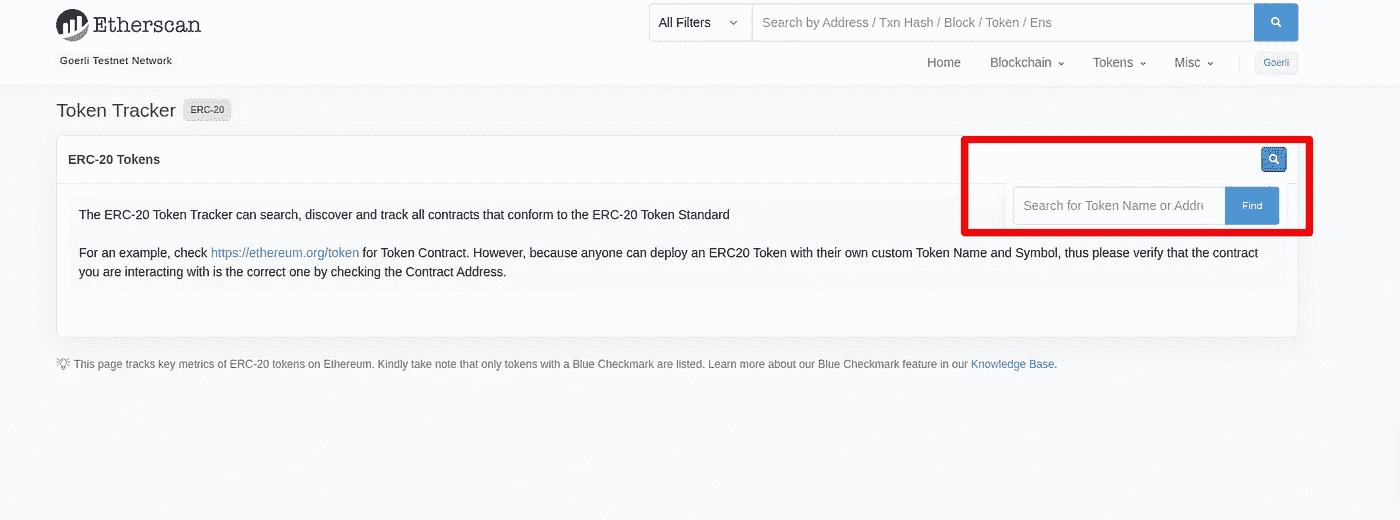 Etherscan
All Filters
Search by Address / Txn Hash / Block / Token / Ens
Goerli Testnet Network
Home Blockchain Tokens Misc Goerli
Token Tracker ERC-20
ERC-20 Tokens
Search for Token Name or Addre
Find
The ERC-20 Token Tracker can search, discover and track all contracts that conform to the ERC-20 Token Standard
For an example, check https://ethereum.org/token for Token Contract. However, because anyone can deploy an ERC20 Token with their own custom Token Name and Symbol, thus please verify that the contract
you are interacting with is the correct one by checking the Contract Address.
This page tracks key metrics of ERC-20 tokens on Ethereum. Kindly take note that only tokens with a Blue Checkmark are listed. Learn more about our Blue Checkmark feature in our Knowledge Base.